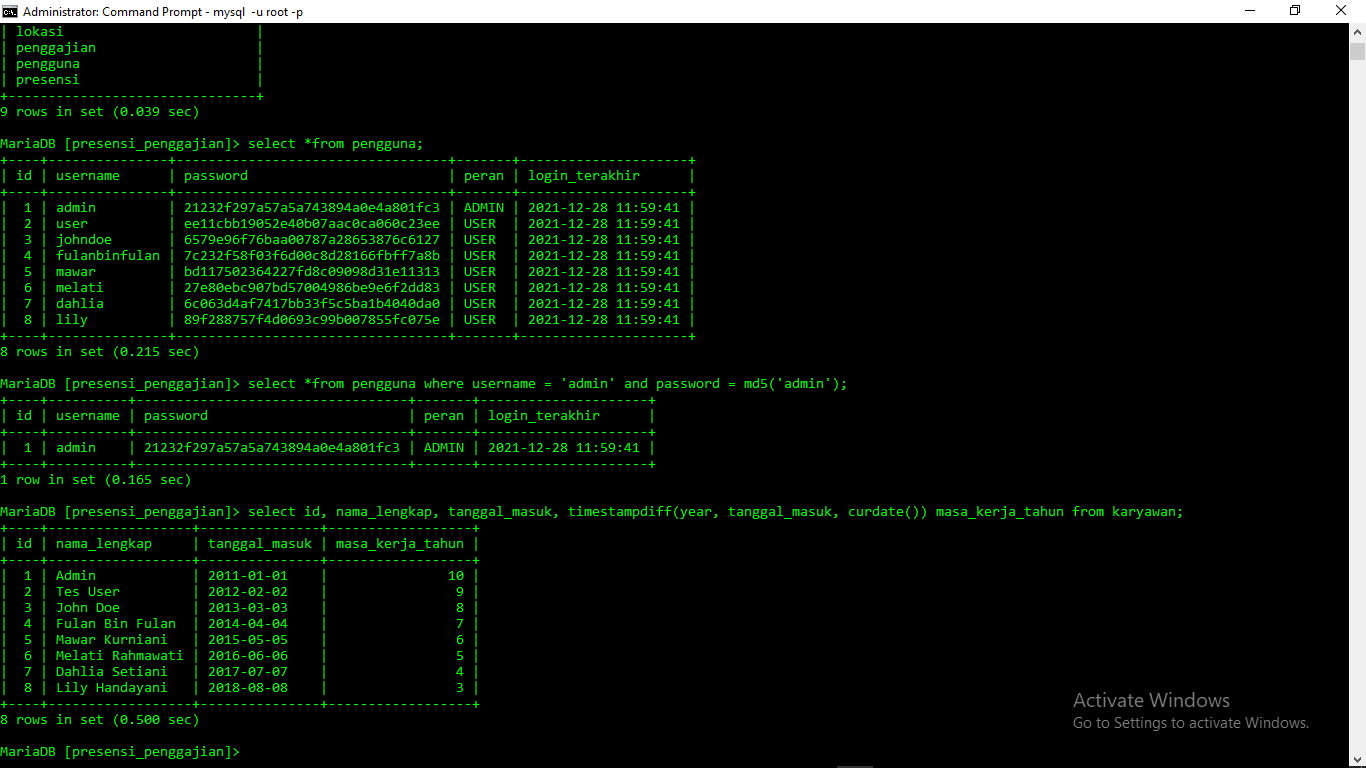 Administrator: Command Prompt - mysql  -u root -p
| lokasi                       |
| penggajian                   |
| pengguna                     |
| presensi                     |
+------------------------------+
9 rows in set (0.039 sec)
MariaDB [presensi_penggajian]> select *from pengguna;
+----+---------------+----------------------------------+-------+---------------------+
| id | username      | password                         | peran | login_terakhir      |
+----+---------------+----------------------------------+-------+---------------------+
|  1 | admin         | 21232f297a57a5a743894a0e4a801fc3 | ADMIN | 2021-12-28 11:59:41 |
|  2 | user          | ee11cbb19052e40b07aac0ca060c23ee | USER  | 2021-12-28 11:59:41 |
|  3 | johndoe       | 6579e96f76baa00787a28653876c6127 | USER  | 2021-12-28 11:59:41 |
|  4 | fulanbinfulan | 7c232f58f03f6d00c8d28166fbff7a8b | USER  | 2021-12-28 11:59:41 |
|  5 | mawar         | bd117502364227fd8c09098d31e11313 | USER  | 2021-12-28 11:59:41 |
|  6 | melati        | 27e80ebc907bd57004986be9e6f2dd83 | USER  | 2021-12-28 11:59:41 |
|  7 | dahlia        | 6c063d4af7417bb33f5c5ba1b4040da0 | USER  | 2021-12-28 11:59:41 |
|  8 | lily          | 89f288757f4d0693c99b007855fc075e | USER  | 2021-12-28 11:59:41 |
+----+---------------+----------------------------------+-------+---------------------+
8 rows in set (0.215 sec)
MariaDB [presensi_penggajian]> select *from pengguna where username = 'admin' and password = md5('admin');
+----+----------+----------------------------------+-------+---------------------+
| id | username | password                         | peran | login_terakhir      |
+----+----------+----------------------------------+-------+---------------------+
|  1 | admin    | 21232f297a57a5a743894a0e4a801fc3 | ADMIN | 2021-12-28 11:59:41 |
+----+----------+----------------------------------+-------+---------------------+
1 row in set (0.165 sec)
MariaDB [presensi_penggajian]> select id, nama_lengkap, tanggal_masuk, timestampdiff(year, tanggal_masuk, curdate()) masa_kerja_tahun from karyawan;
+----+------------------+---------------+------------------+
| id | nama_lengkap     | tanggal_masuk | masa_kerja_tahun |
+----+------------------+---------------+------------------+
|  1 | Admin            | 2011-01-01    |               10 |
|  2 | Tes User         | 2012-02-02    |                9 |
|  3 | John Doe         | 2013-03-03    |                8 |
|  4 | Fulan Bin Fulan  | 2014-04-04    |                7 |
|  5 | Mawar Kurniani   | 2015-05-05    |                6 |
|  6 | Melati Rahmawati | 2016-06-06    |                5 |
|  7 | Dahlia Setiani   | 2017-07-07    |                4 |
|  8 | Lily Handayani   | 2018-08-08    |                3 |
+----+------------------+---------------+------------------+
8 rows in set (0.500 sec)
MariaDB [presensi_penggajian]>
Activate Windows
Go to Settings to activate Windows.